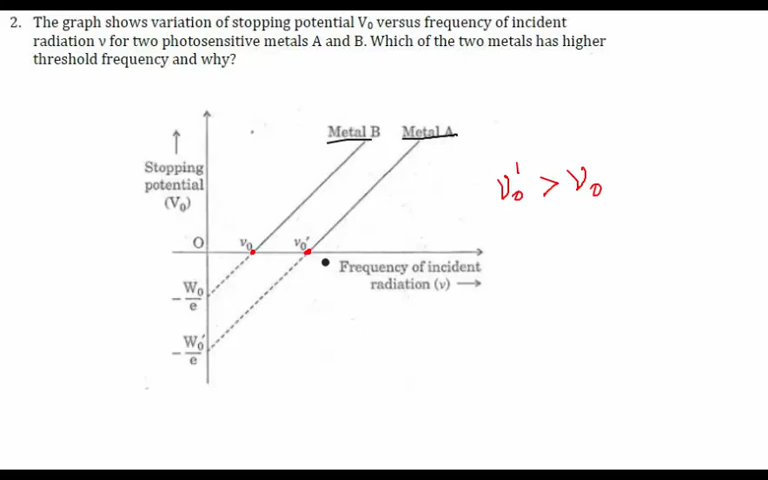 2. The graph shows variation of stopping potential V₀ versus frequency of incident
radiation ν for two photosensitive metals A and B. Which of the two metals has higher
threshold frequency and why?
Metal B Metal A
Stopping
potential
(V₀)
ν₀' > ν₀
O ν₀ ν₀'
Frequency of incident
radiation (ν) →
− W₀/e
− W₀'/e